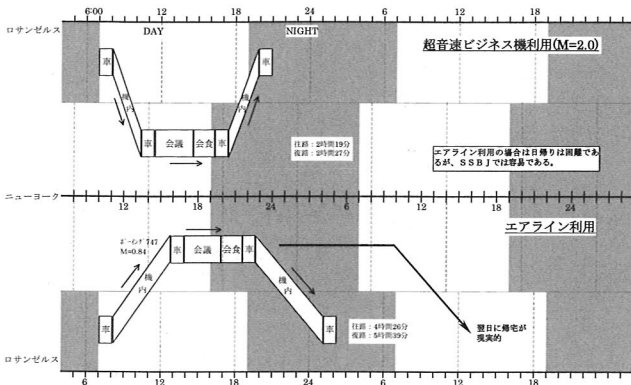 6:00 12 18 24 6 12 18 24
ロサンゼルス
DAY
NIGHT
超音速ビジネス機利用(M=2.0)
車
車
機内
機内
車 会議 会食 車
往路：2時間19分
復路：2時間27分
エアライン利用の場合は日帰りは困難であ
るが、ＳＳＢＪでは容易である。
ニューヨーク
12 18 24 6 12 18 24 6
エアライン利用
ﾎﾞｰｲﾝｸﾞ747
M=0.84
車 会議 会食 車
機内
機内
車
車
往路：4時間26分
復路：5時間39分
翌日に帰宅が
現実的
ロサンゼルス
6 12 18 24 6 12 18 24